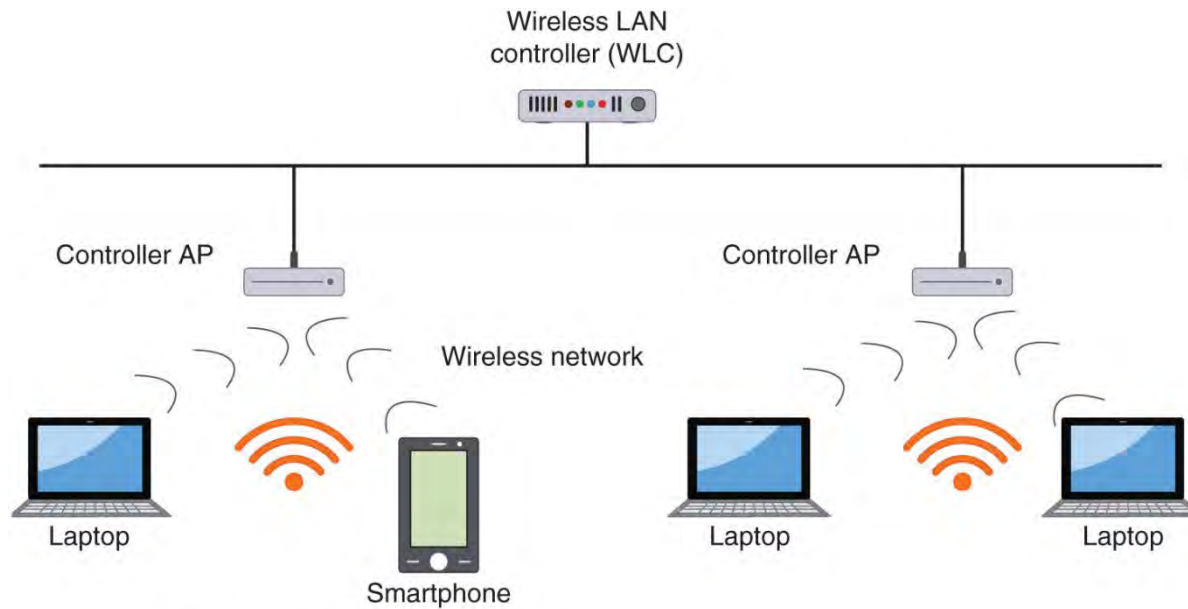 Wireless LAN
controller (WLC)
Controller AP
Controller AP
Wireless network
Laptop
Smartphone
Laptop
Laptop